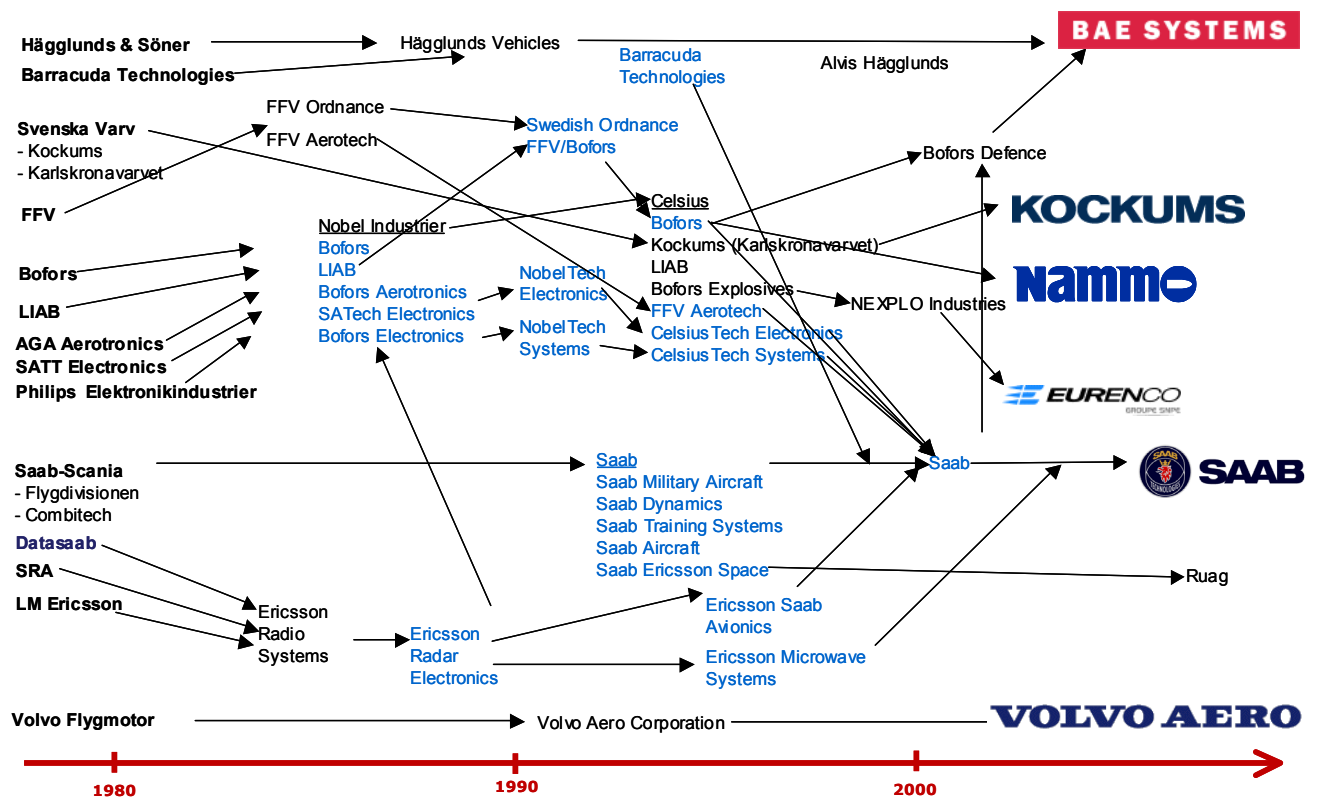 Hägglunds & Söner
Hägglunds Vehicles
BAE SYSTEMS
Barracuda Technologies
Barracuda
Technologies
Alvis Hägglunds
FFV Ordnance
FFV Aerotech
Swedish Ordnance
FFV/Bofors
Svenska Varv
- Kockums
- Karlskronavarvet
Bofors Defence
FFV
Nobel Industrier
Bofors
LIAB
Bofors Aerotronics
SATech Electronics
Bofors Electronics
NobelTech
Electronics
NobelTech
Systems
Celsius
Bofors
Kockums (Karlskronavarvet)
LIAB
Bofors Explosives
FFV Aerotech
CelsiusTech Electronics
CelsiusTech Systems
KOCKUMS
Nammo
NEXPLO Industries
Bofors
LIAB
AGA Aerotronics
SATT Electronics
Philips Elektronikindustrier
EURENCO
GROUPE SNPE
Saab-Scania
- Flygdivisionen
- Combitech
Saab
Saab Military Aircraft
Saab Dynamics
Saab Training Systems
Saab Aircraft
Saab Ericsson Space
Saab
SAAB
TECHNOLOGIES
SAAB
Datasaab
SRA
LM Ericsson
Ruag
Ericsson
Radio
Systems
Ericsson
Radar
Electronics
Ericsson Saab
Avionics
Ericsson Microwave
Systems
Volvo Flygmotor
Volvo Aero Corporation
VOLVO AERO
1980
1990
2000